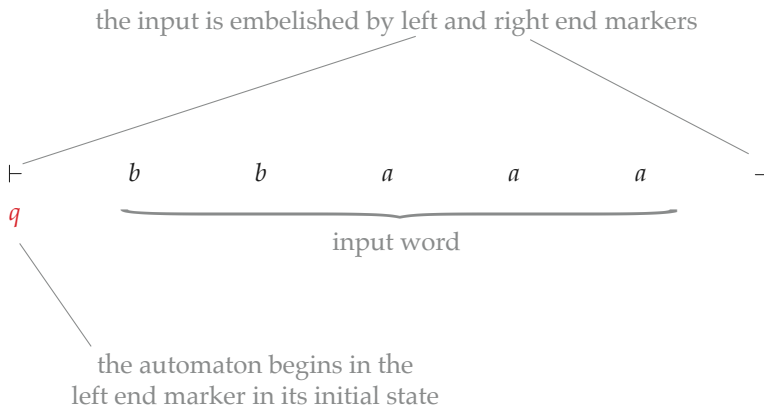 the input is embelished by left and right end markers
⊢ b b a a a –
q
input word
the automaton begins in the
left end marker in its initial state